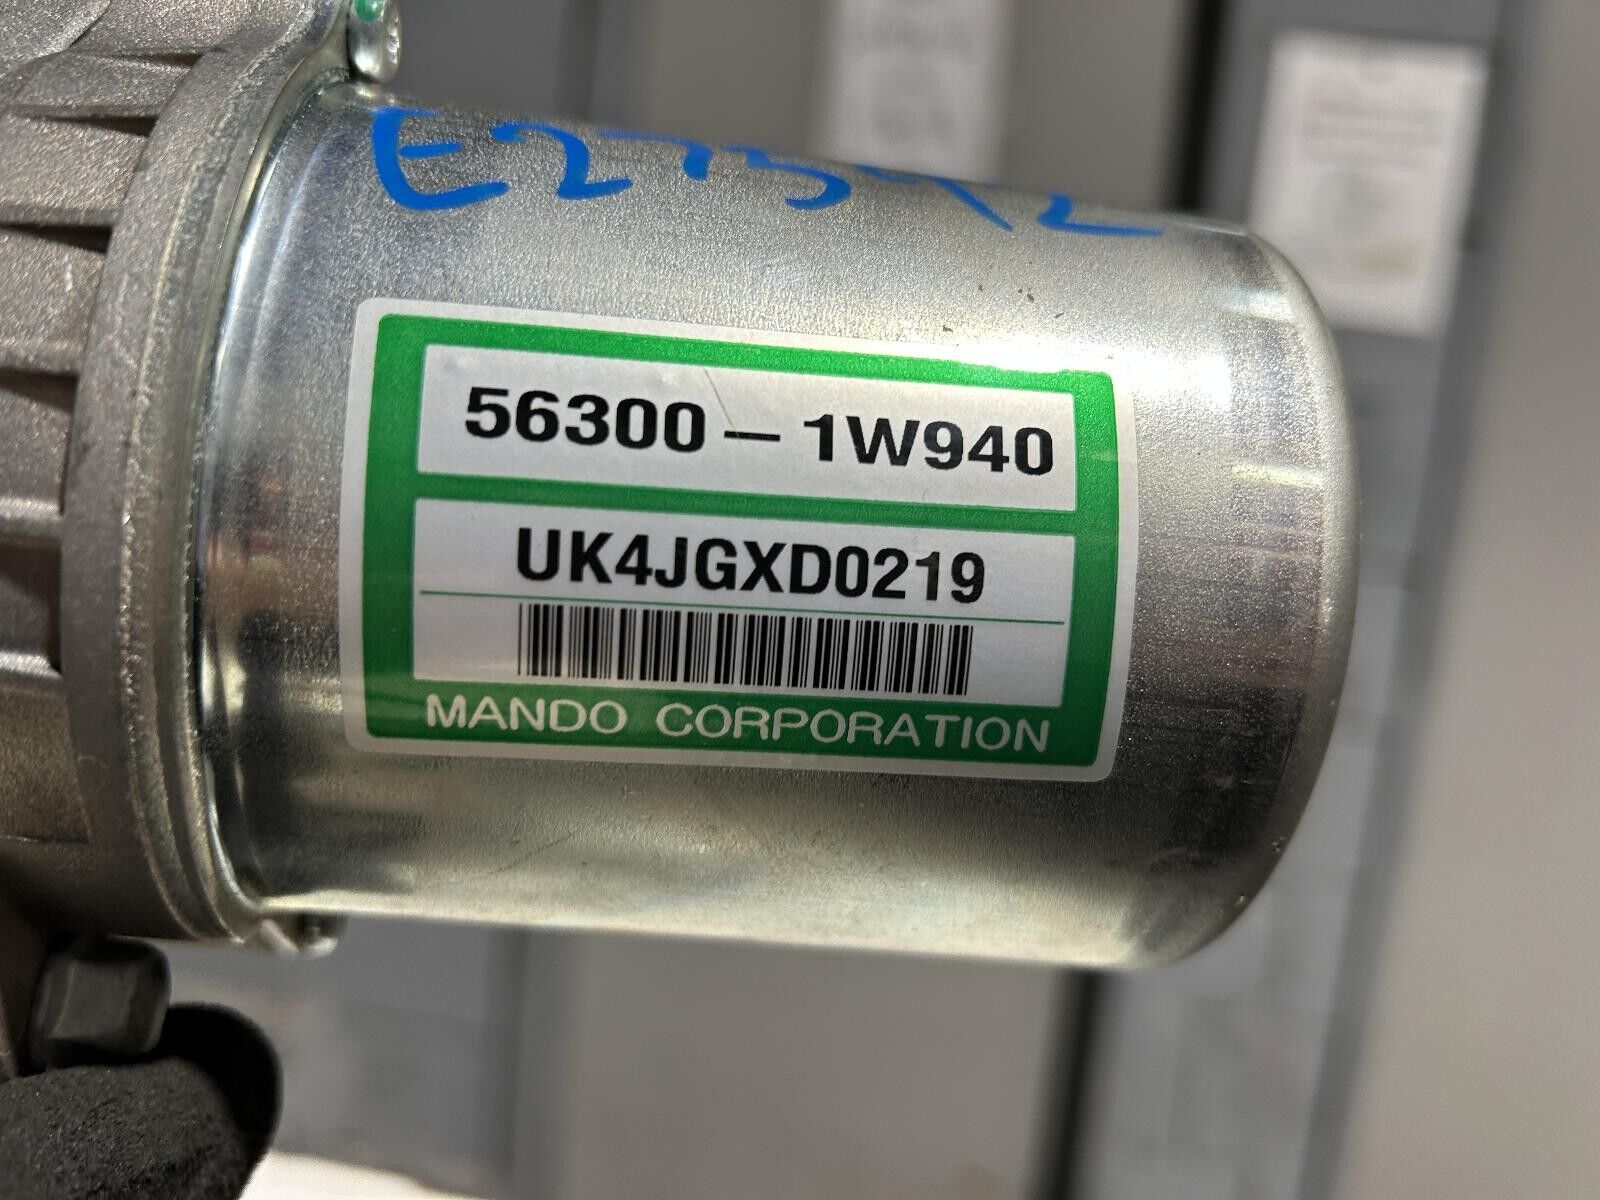 56300 — 1W940
UK4JGXD0219
MANDO CORPORATION